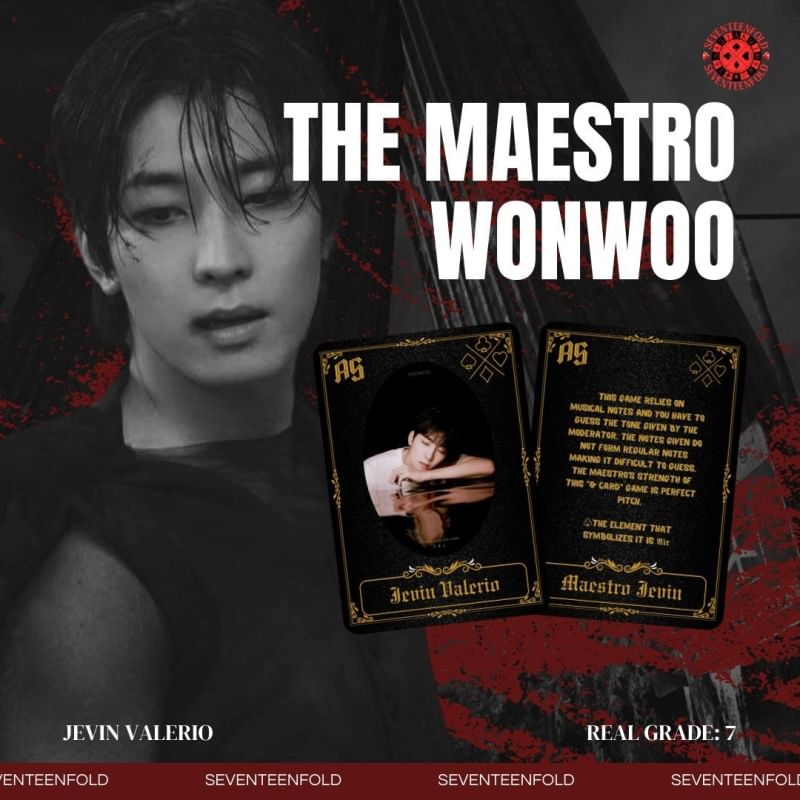 SEVENTEENFOLD
SEVENTEENFOLD
THE MAESTRO
WONWOO
AS
Jevin Valerio
AS
THIS GAME RELIES ON
MUSICAL NOTES AND YOU HAVE TO
GUESS THE TONE GIVEN BY THE
MODERATOR. THE NOTES GIVEN DO
NOT FORM REGULAR NOTES
MAKING IT DIFFICULT TO GUESS.
THE MAESTRO'S STRENGTH OF
THIS "& CARD" GAME IS PERFECT
PITCH.
♧THE ELEMENT THAT
SYMBOLIZES IT IS
Maestro Jevin
JEVIN VALERIO
REAL GRADE: 7
VENTEENFOLD SEVENTEENFOLD SEVENTEENFOLD SEVENTEENFO